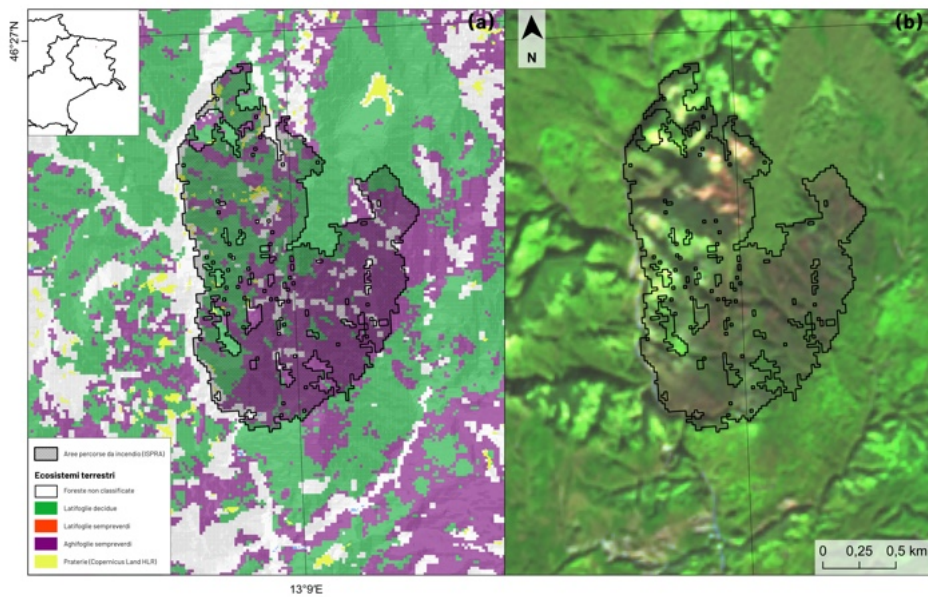 (a)
(b)
46°27'N
N
Aree percorse da incendio (ISPRA)
Ecosistemi terrestri
Foreste non classificate
Latifoglie decidue
Latifoglie sempreverdi
Aghifoglie sempreverdi
Praterie (Copernicus Land HLR)
0 0,25 0,5 km
13°9'E